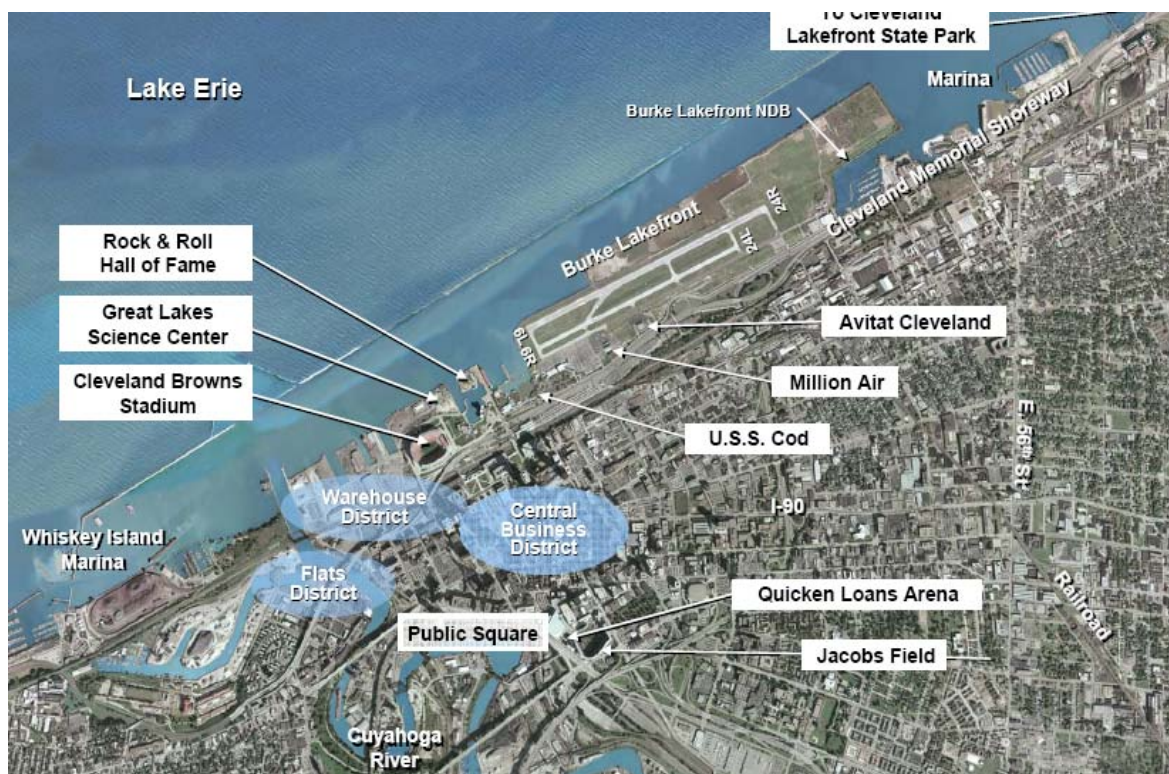 To Cleveland
Lakefront State Park
Lake Erie
Marina
Burke Lakefront NDB
Cleveland Memorial Shoreway
24R
24L
Burke Lakefront
Rock & Roll
Hall of Fame
Great Lakes
Science Center
Avitat Cleveland
6L 6R
Cleveland Browns
Stadium
Million Air
E 56th St
U.S.S. Cod
Warehouse
District
Central
Business
District
I-90
Whiskey Island
Marina
Flats
District
Quicken Loans Arena
Railroad
Public Square
Jacobs Field
Cuyahoga
River